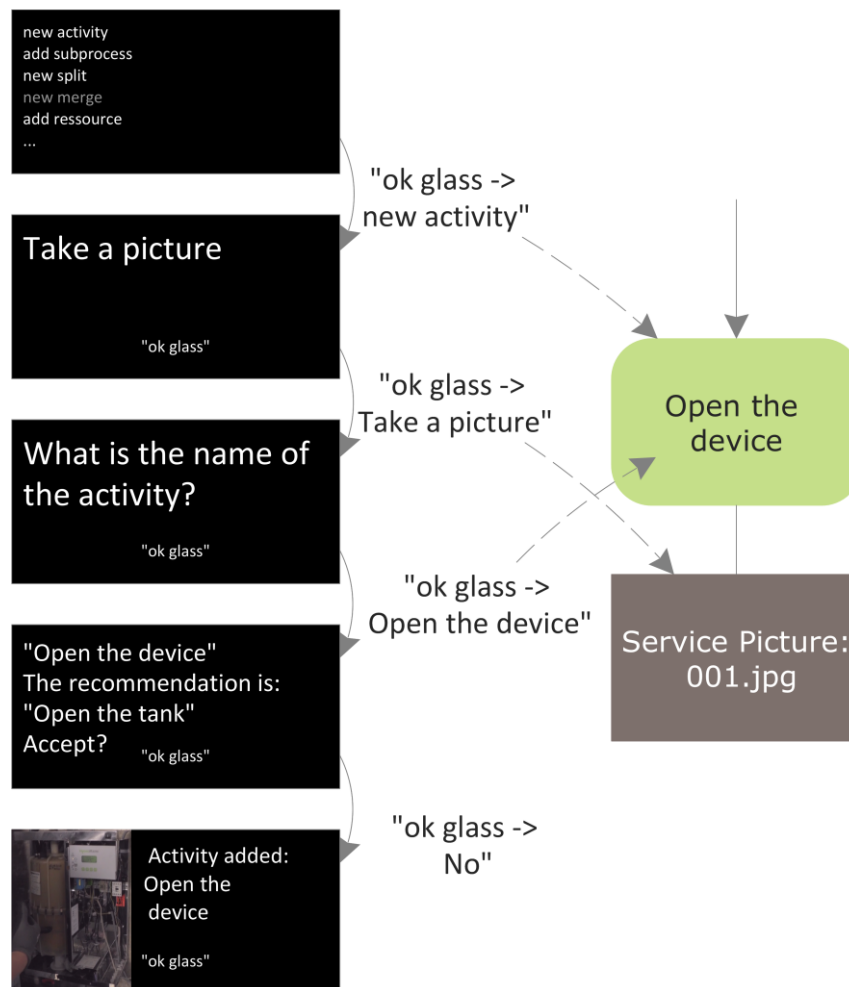 new activity
add subprocess
new split
new merge
add ressource
...
"ok glass ->
new activity"
Take a picture
"ok glass"
"ok glass ->
Take a picture"
Open the
device
What is the name of
the activity?
"ok glass"
"ok glass ->
Open the device"
Service Picture:
001.jpg
"Open the device"
The recommendation is:
"Open the tank"
Accept?
"ok glass"
"ok glass ->
No"
Activity added:
Open the
device
"ok glass"